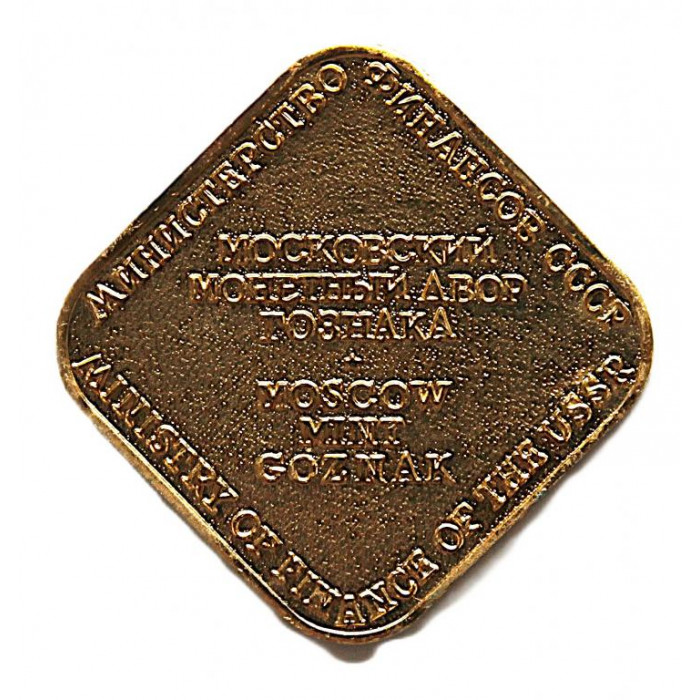 МИНИСТЕРСТВО ФИНАНСОВ СССР
МОСКОВСКИЙ
МОНЕТНЫЙ ДВОР
ГОЗНАКА
MOSCOW
MINT
GOZNAK
MINISTRY OF FINANCE OF THE USSR